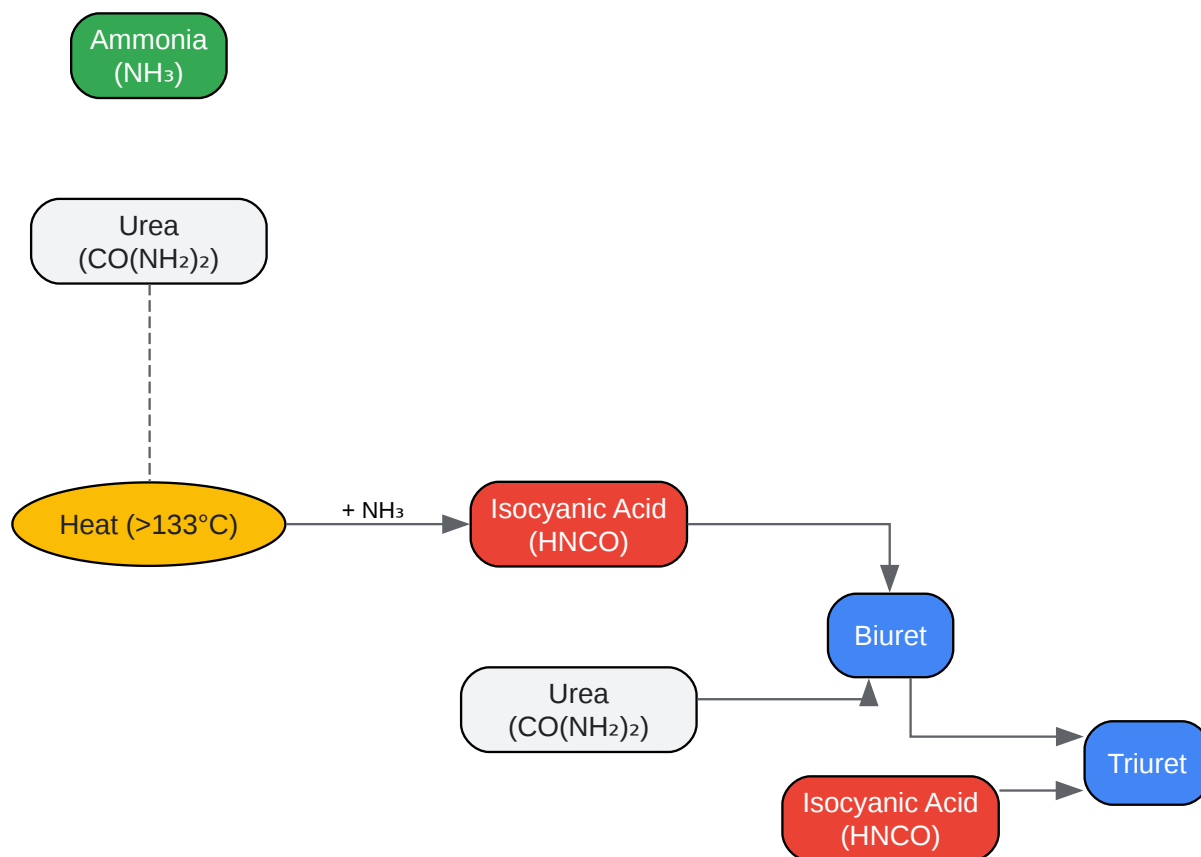 Ammonia
(NH₃)
Urea
(CO(NH₂)₂)
Heat (>133°C)
+ NH₃
Isocyanic Acid
(HNCO)
Biuret
Urea
(CO(NH₂)₂)
Triuret
Isocyanic Acid
(HNCO)